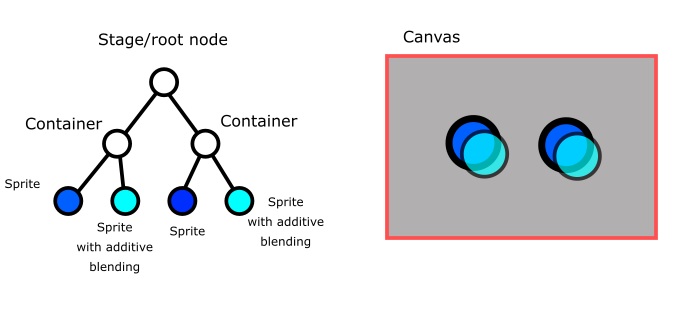 Stage/root node
Canvas
Container
Container
Sprite
Sprite
with additive
blending
Sprite
Sprite
with additive
blending